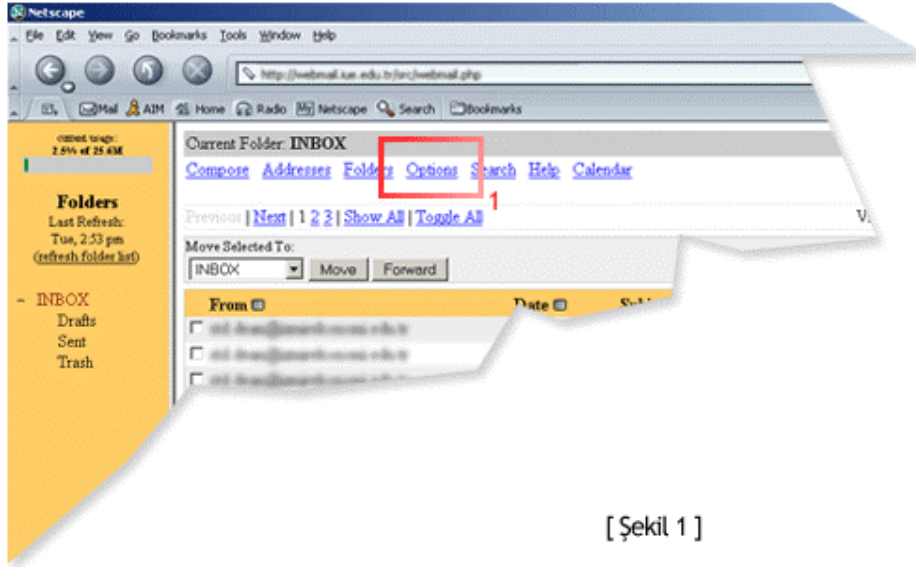 Netscape
File Edit View Go Bookmarks Tools Window Help
http://webmail.iue.edu.tr/src/webmail.php
Mail AIM Home Radio Netscape Search Bookmarks
current usage:
2.5% of 25.6M
Folders
Last Refresh:
Tue, 2:53 pm
(refresh folder list)
- INBOX
Drafts
Sent
Trash
Current Folder: INBOX
Compose Addresses Folders Options Search Help Calendar
1
Previous | Next | 1 2 3 | Show All | Toggle All
Move Selected To:
INBOX Move Forward
From Date
[ Şekil 1 ]